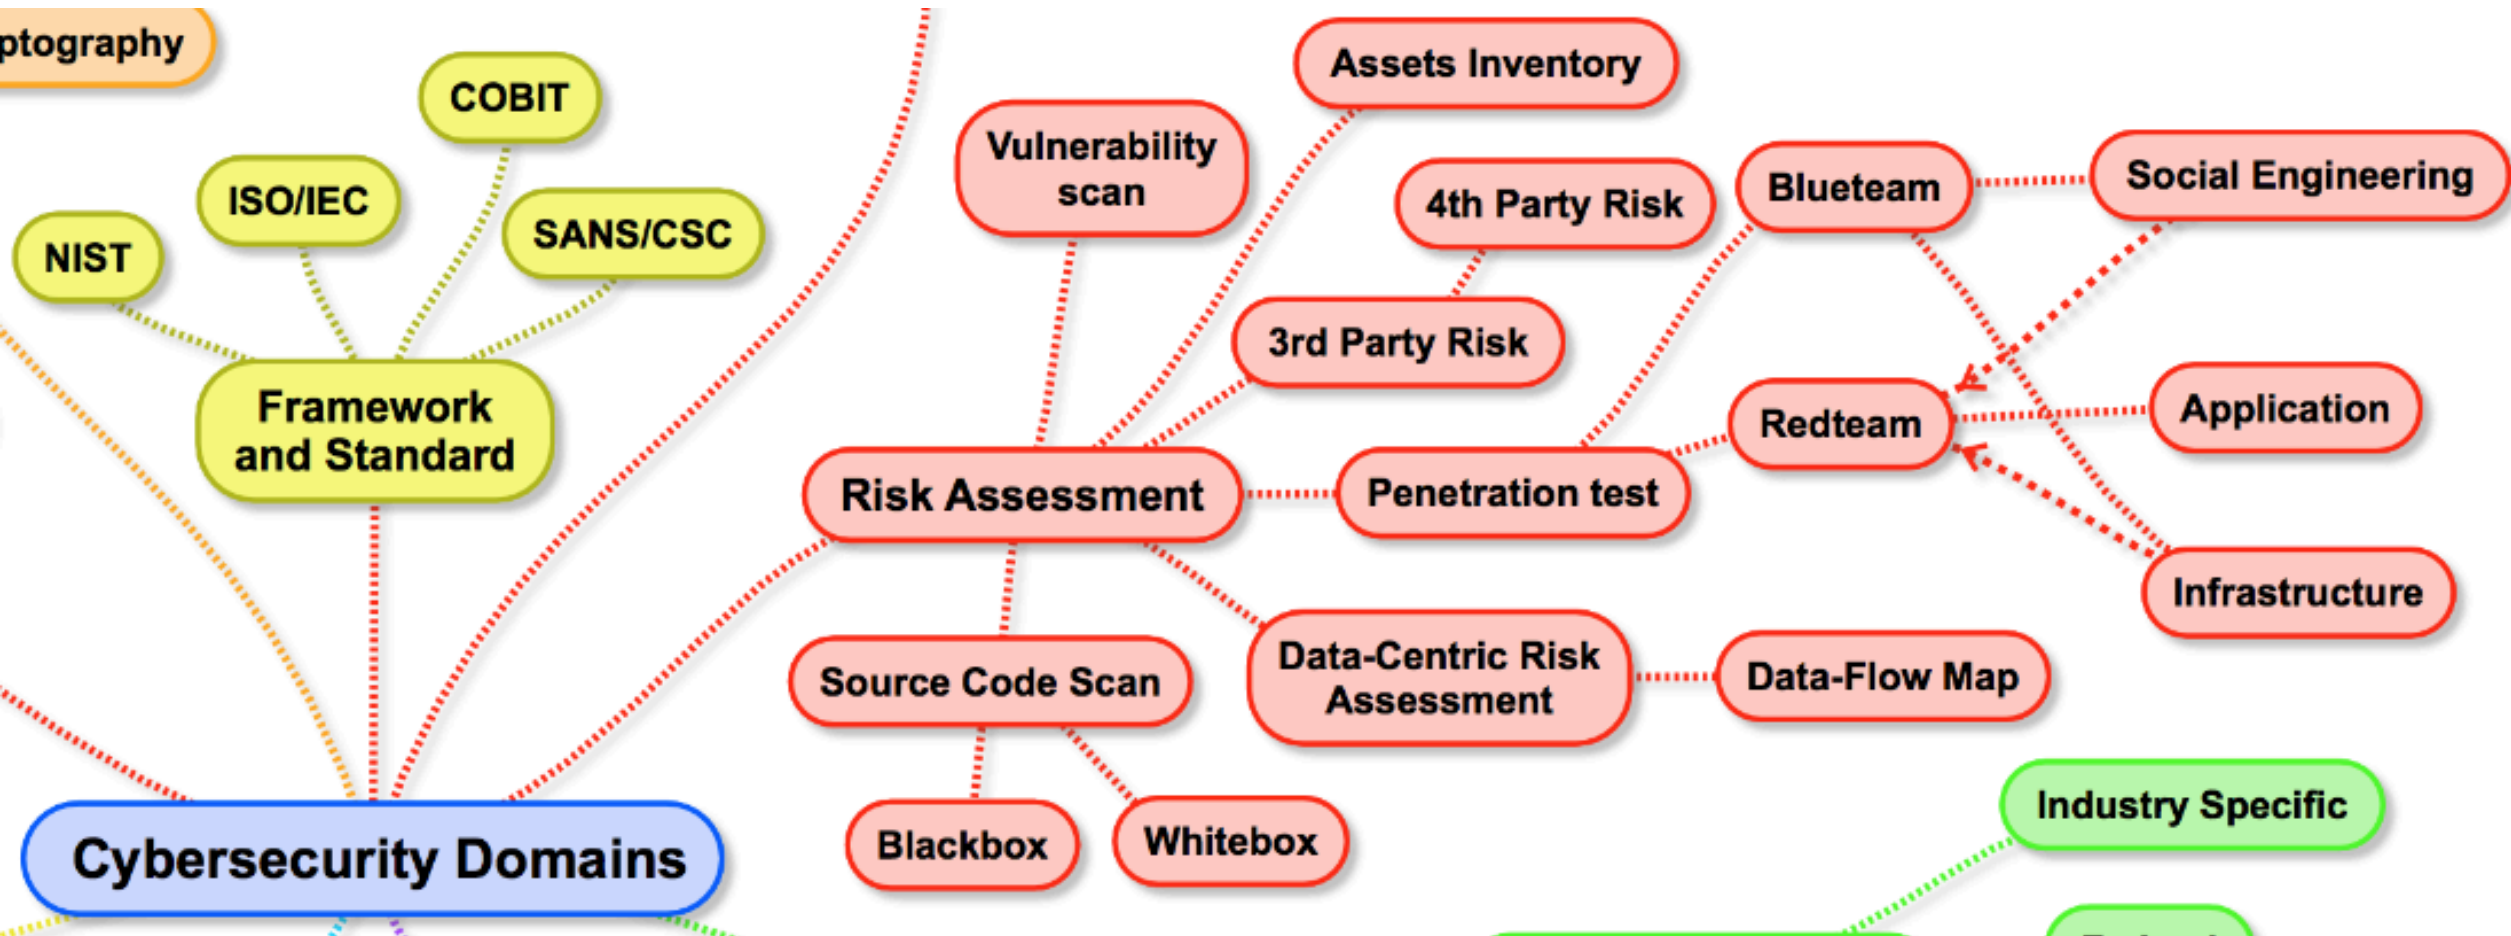 ptography
COBIT
ISO/IEC
SANS/CSC
NIST
Framework
and Standard
Assets Inventory
Vulnerability
scan
4th Party Risk
Blueteam
Social Engineering
3rd Party Risk
Redteam
Application
Risk Assessment
Penetration test
Infrastructure
Source Code Scan
Data-Centric Risk
Assessment
Data-Flow Map
Blackbox
Whitebox
Cybersecurity Domains
Industry Specific